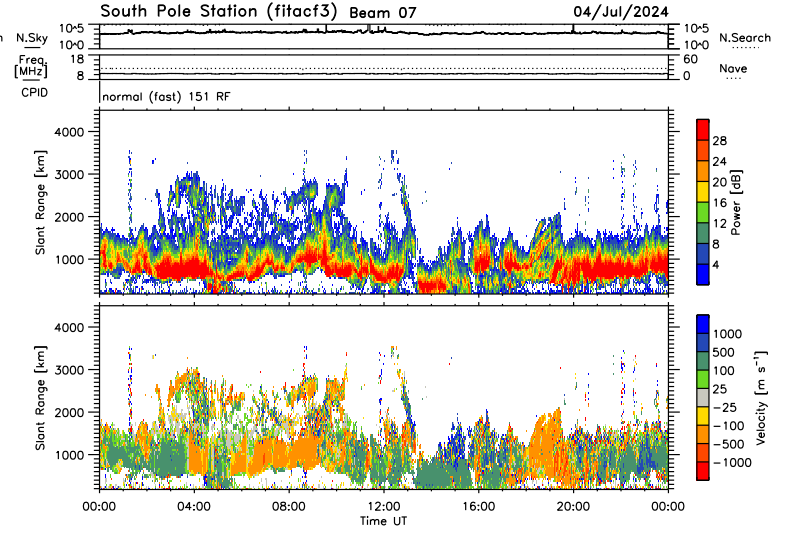 South Pole Station (fitacf3) Beam 07 04/Jul/2024
N.Sky 10^5 10^0 10^5 10^0 N.Search
Freq. [MHz] 18 8 60 0 Nave
CPID normal (fast) 151 RF
Slant Range [km] 4000 3000 2000 1000
28 24 20 16 12 8 4 Power [dB]
Slant Range [km] 4000 3000 2000 1000
1000 500 100 25 -25 -100 -500 -1000 Velocity [m s⁻¹]
00:00 04:00 08:00 12:00 16:00 20:00 00:00
Time UT